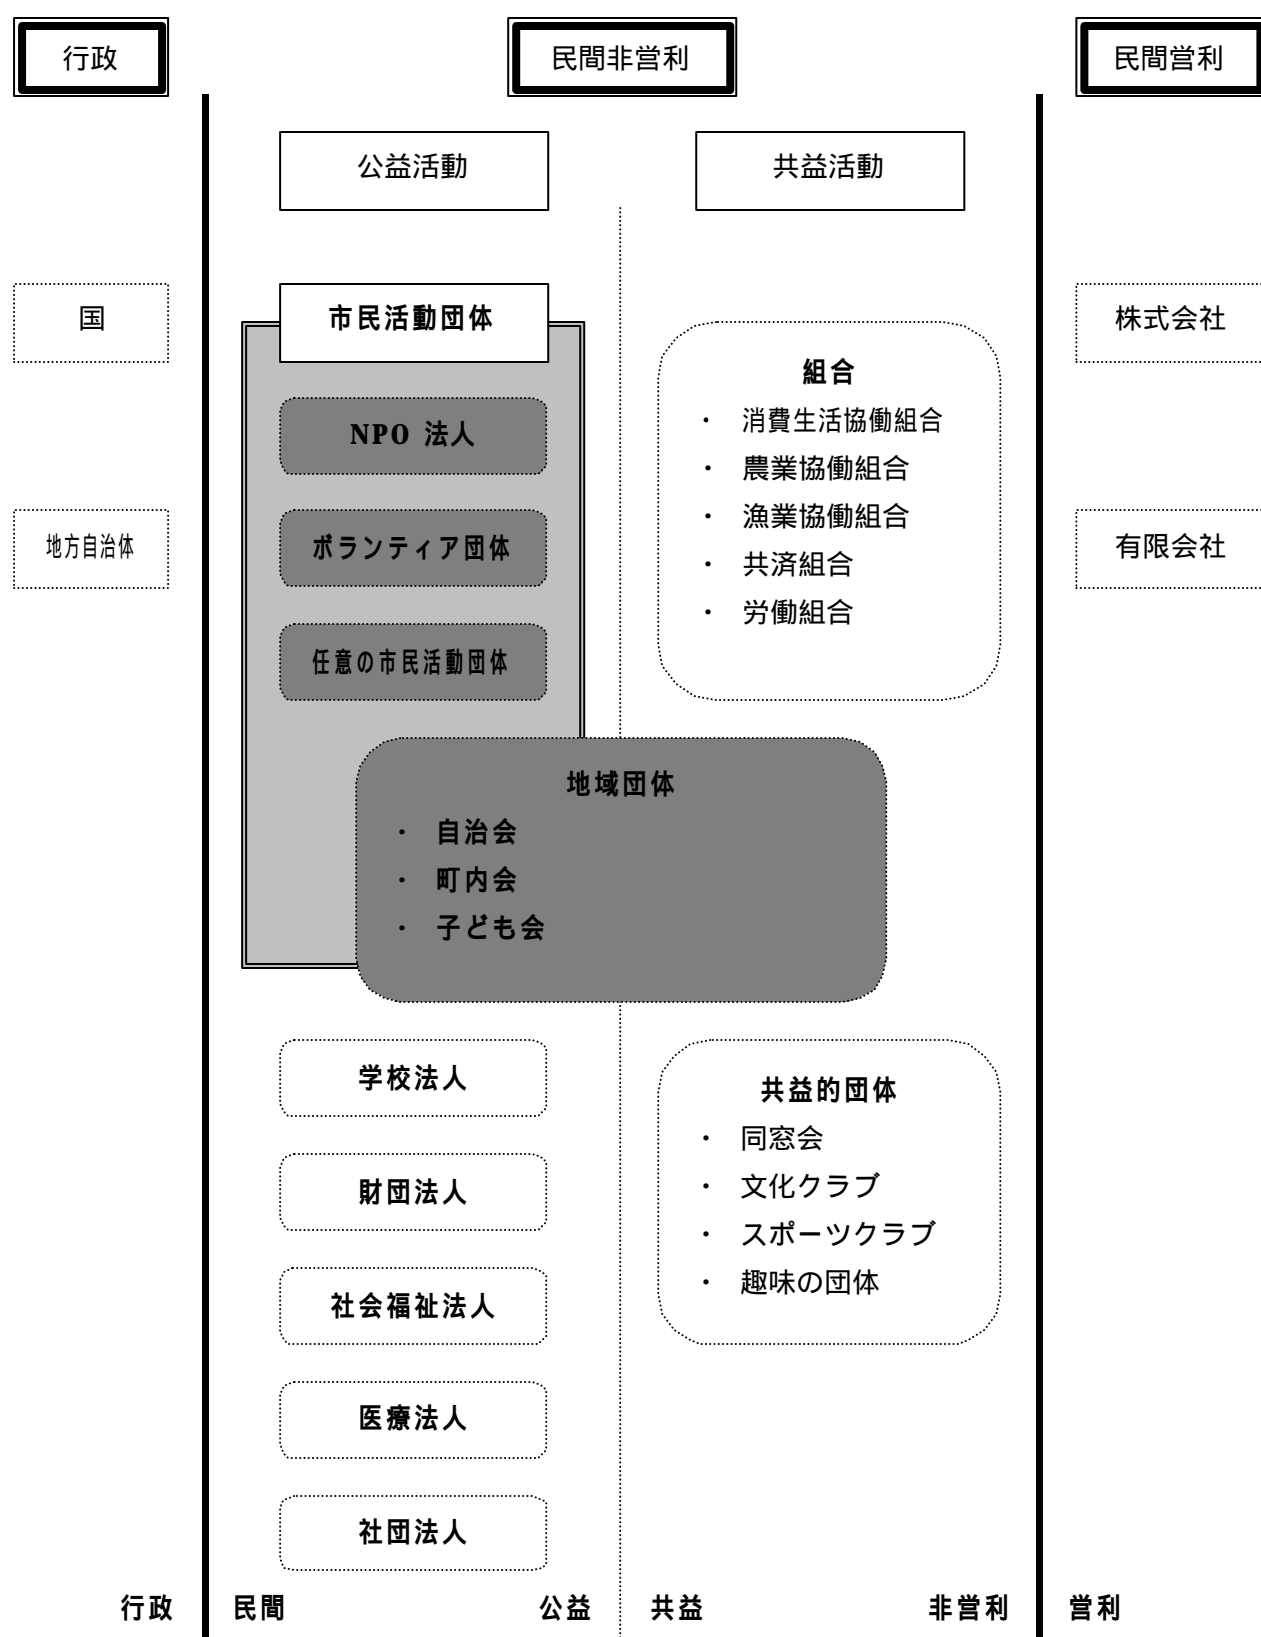 行政
民間非営利
民間営利
公益活動
共益活動
国
市民活動団体
株式会社
組合
・ 消費生活協働組合
・ 農業協働組合
・ 漁業協働組合
・ 共済組合
・ 労働組合
NPO 法人
地方自治体
ボランティア団体
有限会社
任意の市民活動団体
地域団体
・ 自治会
・ 町内会
・ 子ども会
学校法人
財団法人
社会福祉法人
医療法人
社団法人
共益的団体
・ 同窓会
・ 文化クラブ
・ スポーツクラブ
・ 趣味の団体
行政 民間 公益 共益 非営利 営利